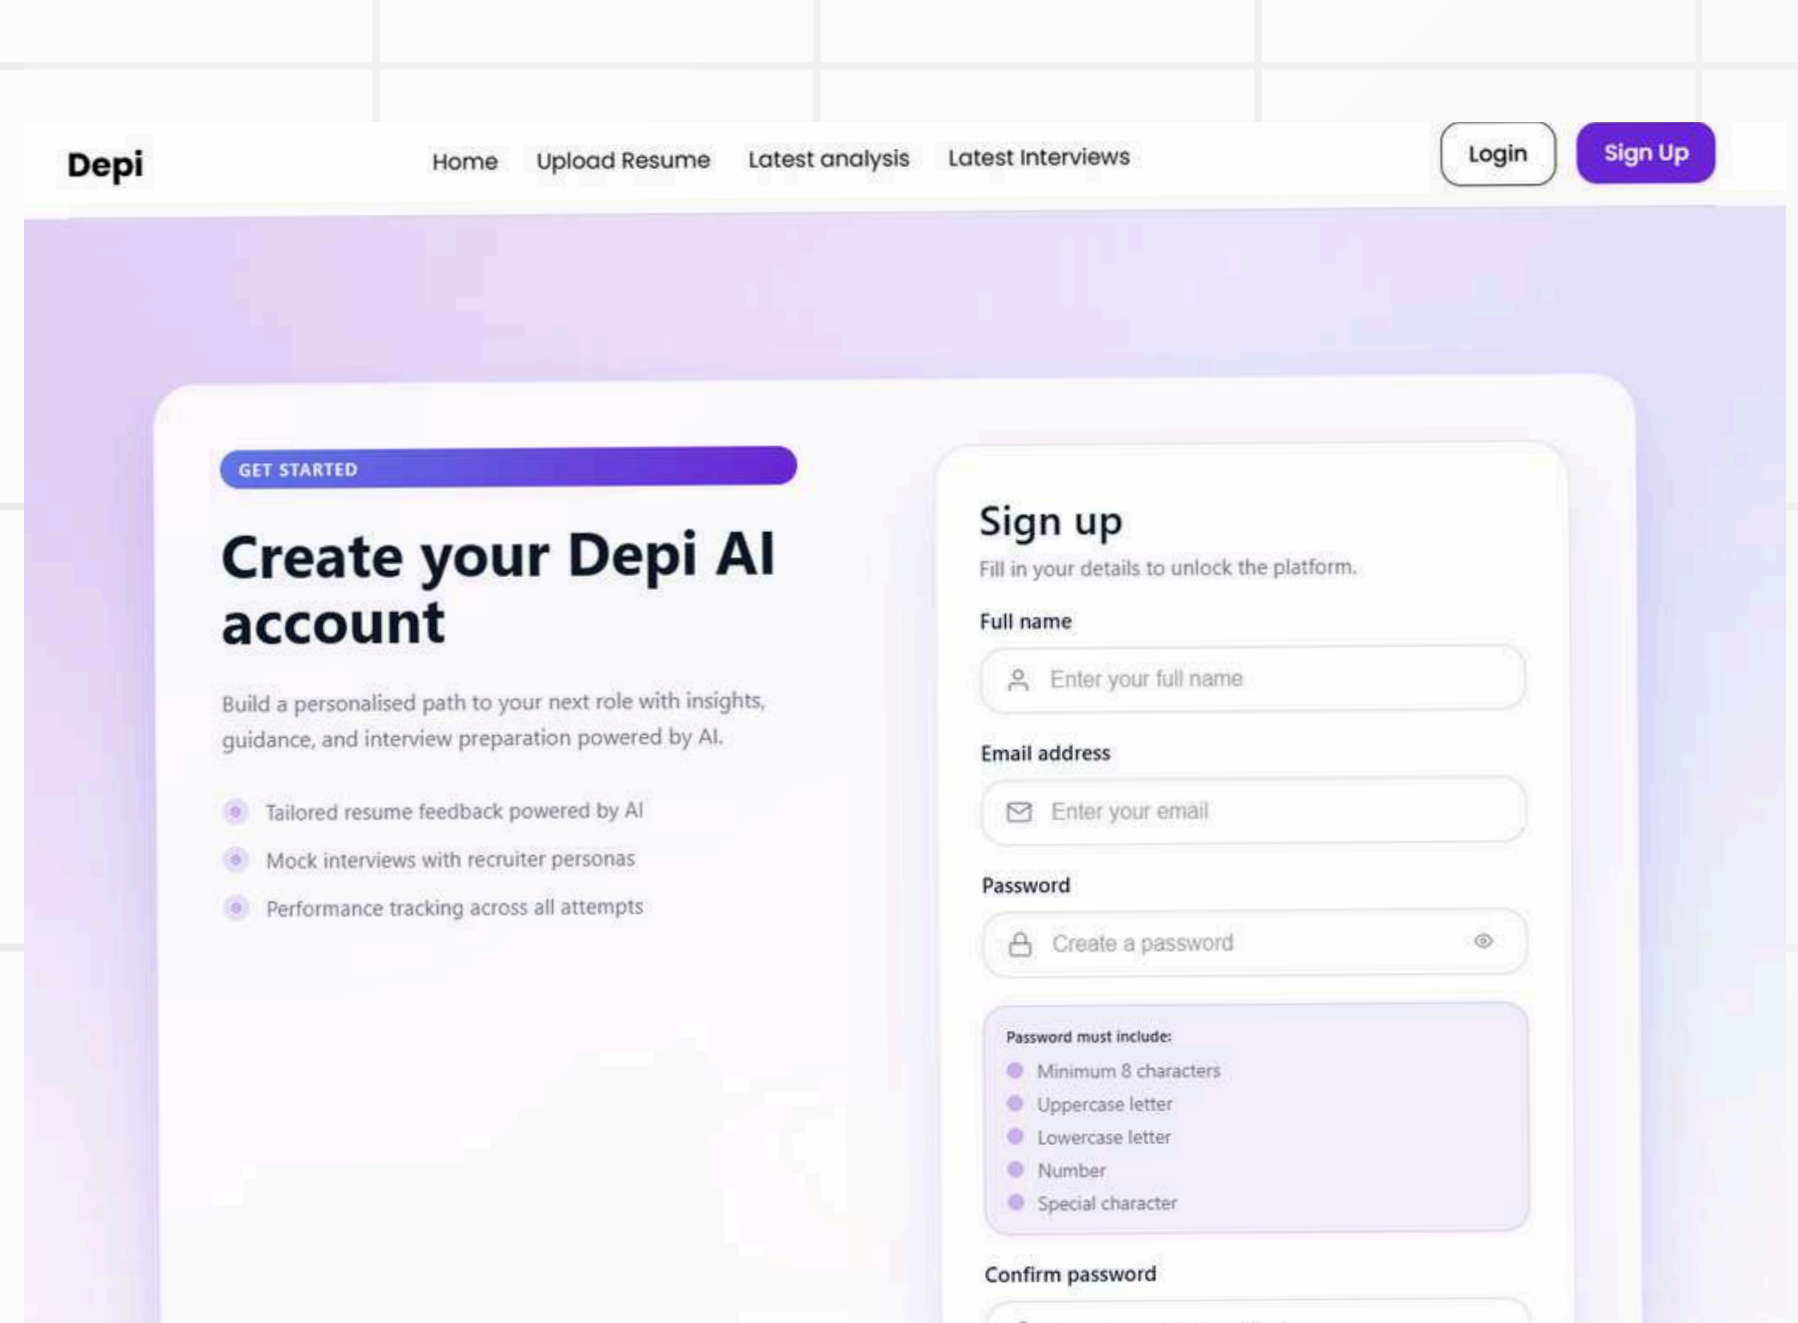 Depi
Home
Upload Resume
Latest analysis
Latest Interviews
Login
Sign Up
GET STARTED
Create your Depi AI
account
Build a personalised path to your next role with insights,
guidance, and interview preparation powered by AI.
Tailored resume feedback powered by AI
Mock interviews with recruiter personas
Performance tracking across all attempts
Sign up
Fill in your details to unlock the platform.
Full name
Enter your full name
Email address
Enter your email
Password
Create a password
Password must include:
Minimum 8 characters
Uppercase letter
Lowercase letter
Number
Special character
Confirm password